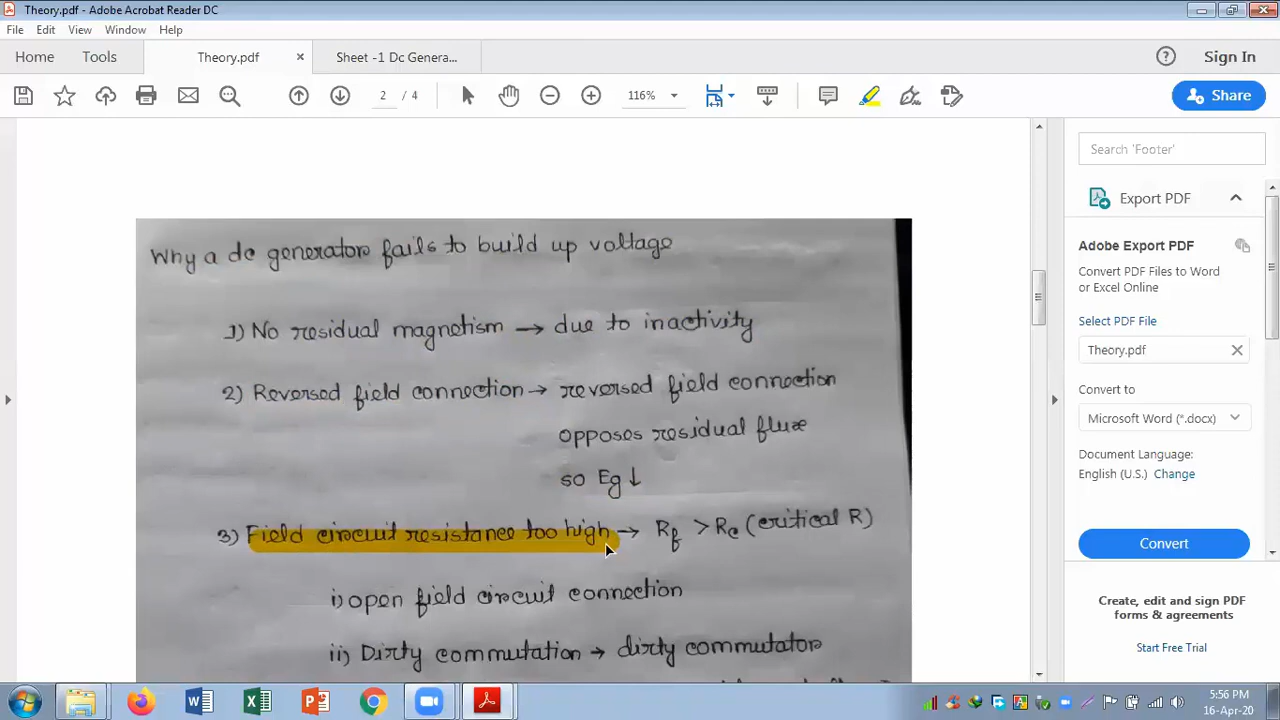 Theory.pdf - Adobe Acrobat Reader DC
File Edit View Window Help
Home Tools Theory.pdf Sheet -1 Dc Genera... Sign In
2 / 4 116% Share
Search 'Footer'
Export PDF
Adobe Export PDF
Convert PDF Files to Word
or Excel Online
Select PDF File
Theory.pdf
Convert to
Microsoft Word (*.docx)
Document Language:
English (U.S.) Change
Convert
Create, edit and sign PDF
forms & agreements
Start Free Trial
Why a dc generator fails to build up voltage
1) No residual magnetism → due to inactivity
2) Reversed field connection → reversed field connection
opposes residual flux
so Eg ↓
3) Field circuit resistance too high → Rf > Rc (critical R)
i) open field circuit connection
ii) Dirty commutation → dirty commutator
5:56 PM
16-Apr-20